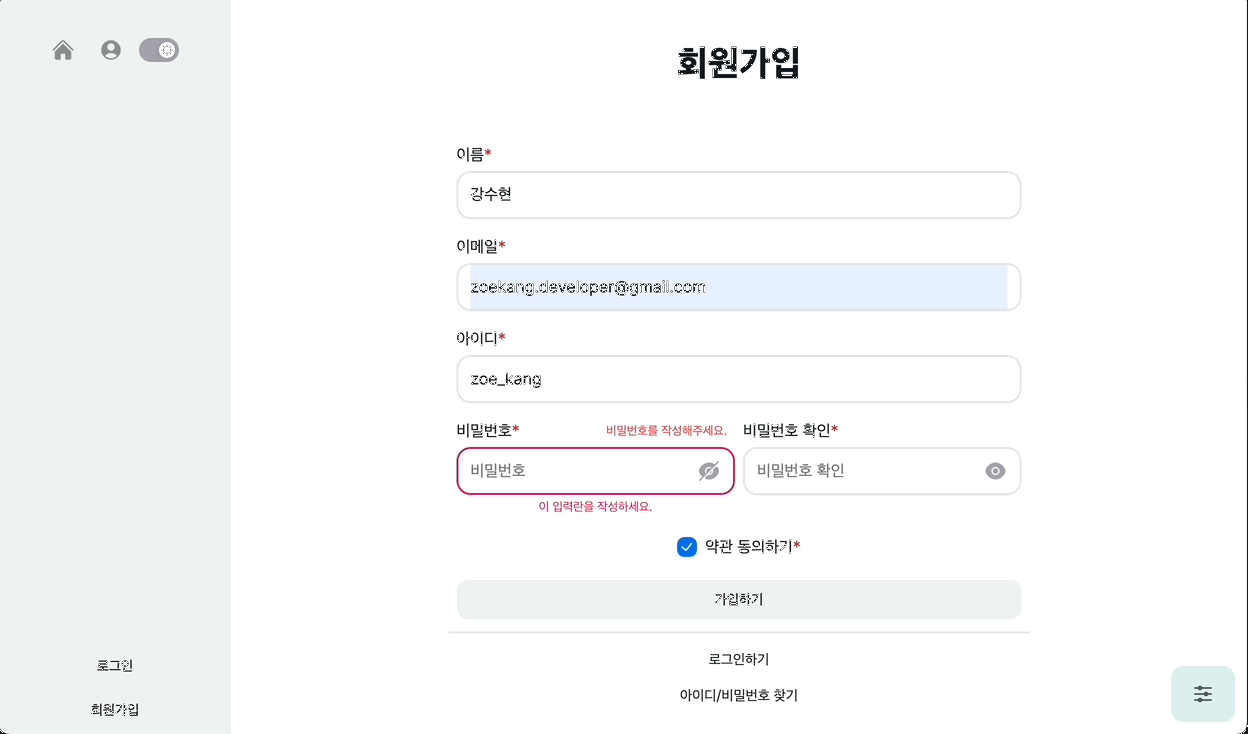 회원가입
이름*
강수현
이메일*
zoekang.developer@gmail.com
아이디*
zoe_kang
비밀번호* 비밀번호를 작성해주세요. 비밀번호 확인*
비밀번호 비밀번호 확인
이 입력란을 작성하세요.
약관 동의하기*
가입하기
로그인하기
아이디/비밀번호 찾기
로그인
회원가입